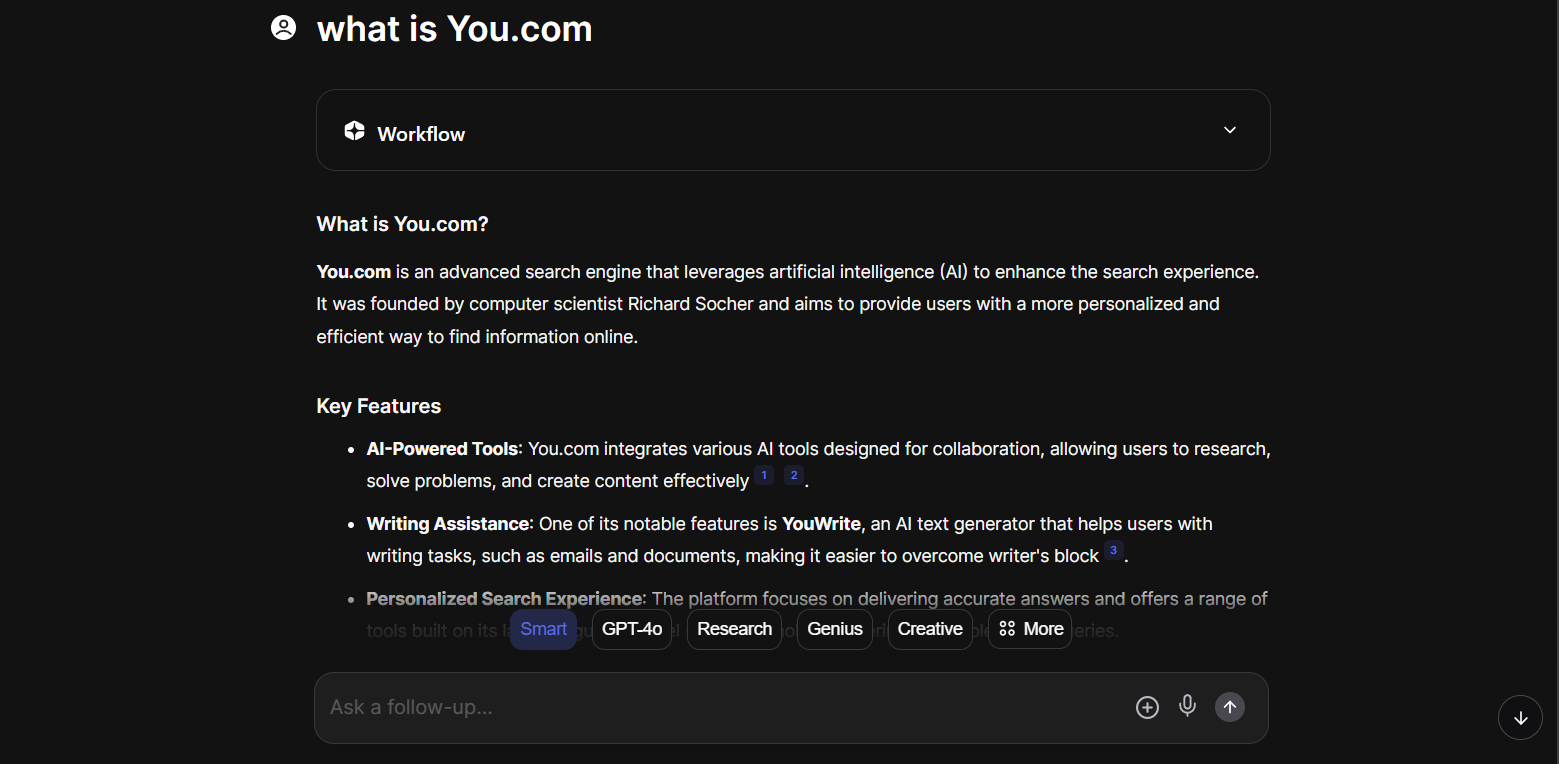 what is You.com
Workflow
What is You.com?
You.com is an advanced search engine that leverages artificial intelligence (AI) to enhance the search experience.
It was founded by computer scientist Richard Socher and aims to provide users with a more personalized and
efficient way to find information online.
Key Features
AI-Powered Tools: You.com integrates various AI tools designed for collaboration, allowing users to research,
solve problems, and create content effectively 1 2 .
Writing Assistance: One of its notable features is YouWrite, an AI text generator that helps users with
writing tasks, such as emails and documents, making it easier to overcome writer's block 3 .
Personalized Search Experience: The platform focuses on delivering accurate answers and offers a range of
tools built on its
Smart GPT-4o Research Genius Creative More
Ask a follow-up...